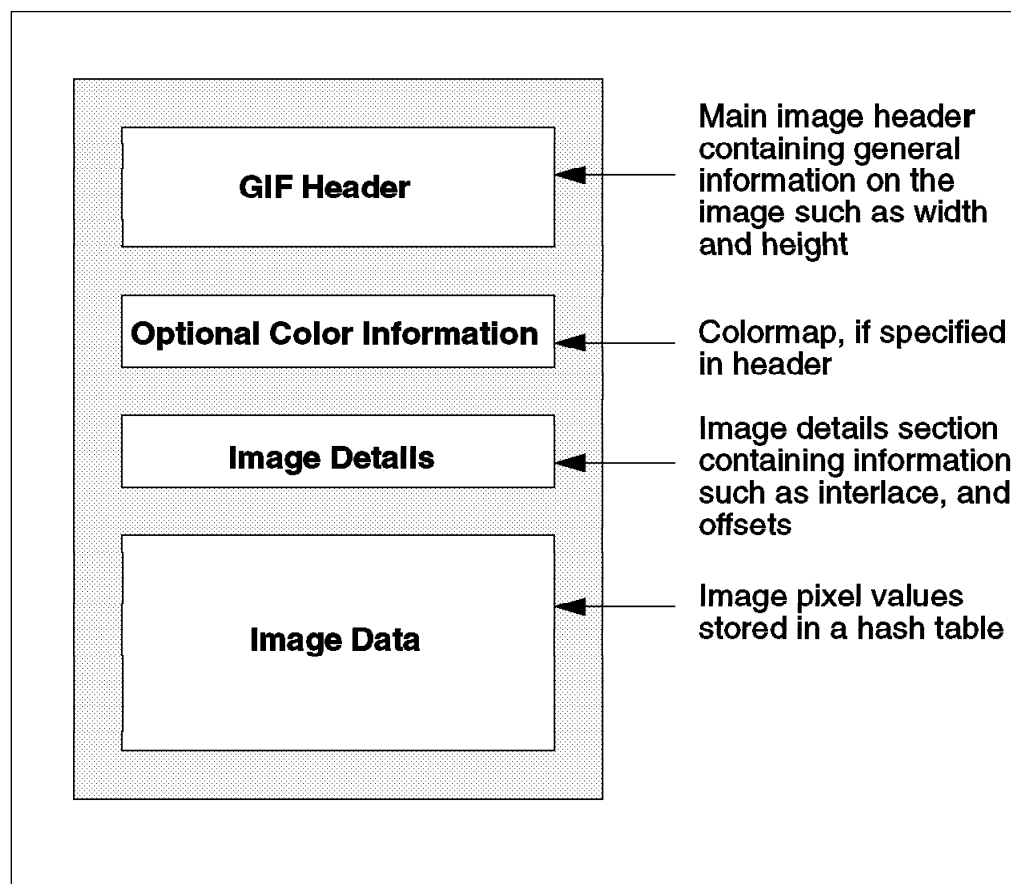 GIF Header
Main image header
containing general
information on the
image such as width
and height
Optional Color Information
Colormap, if specified
in header
Image Details
Image details section
containing information
such as interlace, and
offsets
Image Data
Image pixel values
stored in a hash table